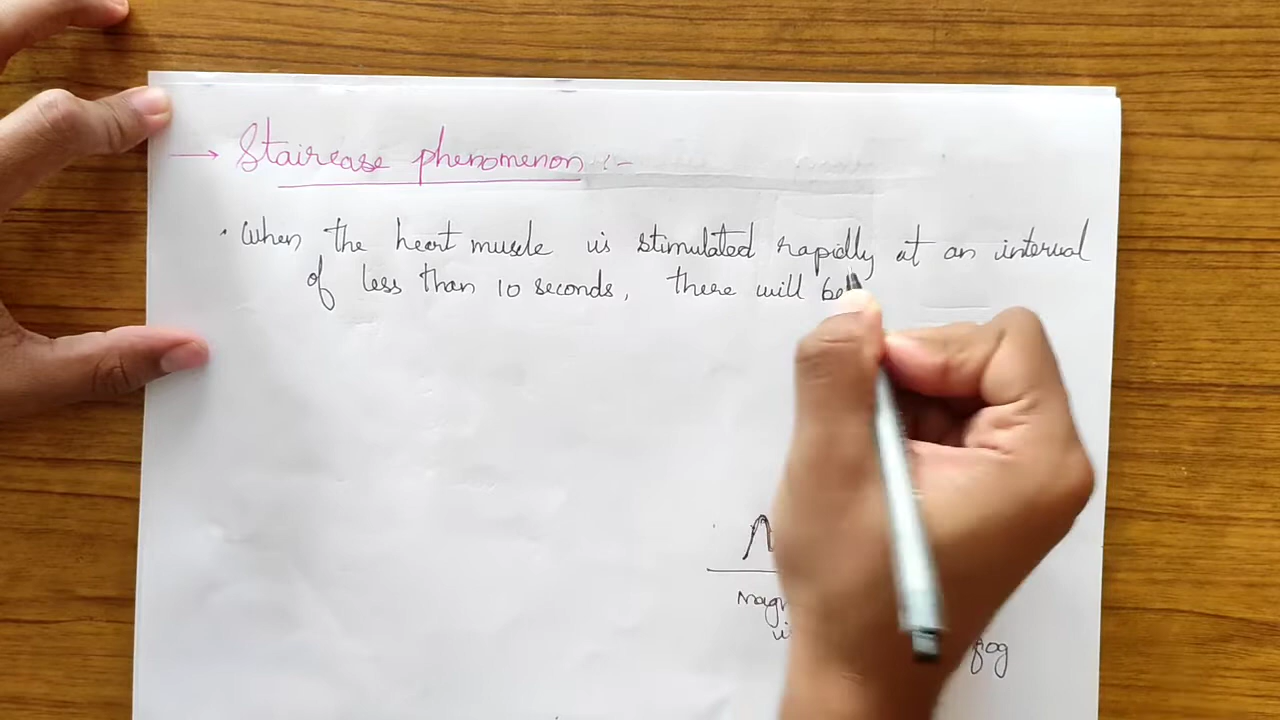 → Staircase phenomenon :-
• When the heart muscle is stimulated rapidly at an interval
of less than 10 seconds, there will be